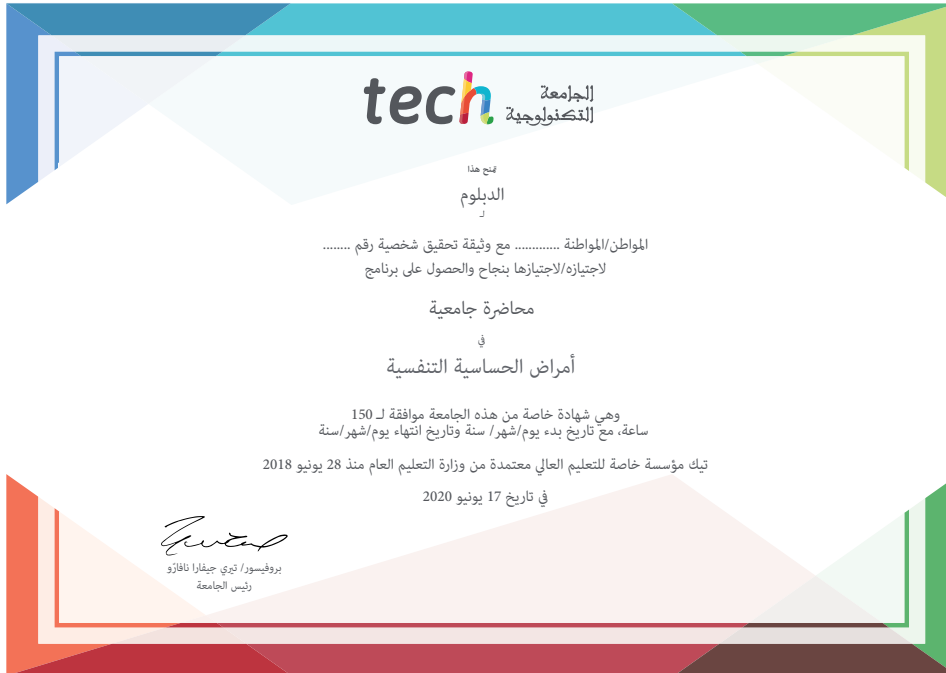 tech الجامعة
التكنولوجية
تمنح هذا
الدبلوم
لـ
المواطن/المواطنة ............. مع وثيقة تحقيق شخصية رقم ........
لاجتيازه/لاجتيازها بنجاح والحصول على برنامج
محاضرة جامعية
في
أمراض الحساسية التنفسية
وهي شهادة خاصة من هذه الجامعة موافقة لـ 150
ساعة، مع تاريخ بدء يوم/شهر/ سنة وتاريخ انتهاء يوم/شهر/سنة
تيك مؤسسة خاصة للتعليم العالي معتمدة من وزارة التعليم العام منذ 28 يونيو 2018
في تاريخ 17 يونيو 2020
بروفيسور/ تيري جيفارا نافارّو
رئيس الجامعة